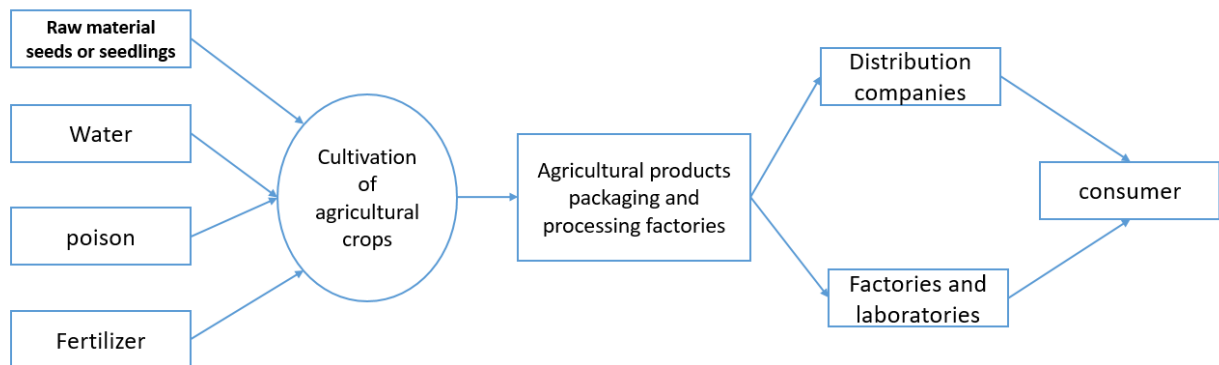 Raw material
seeds or seedlings
Water
poison
Fertilizer
Cultivation
of
agricultural
crops
Agricultural products
packaging and
processing factories
Distribution
companies
Factories and
laboratories
consumer